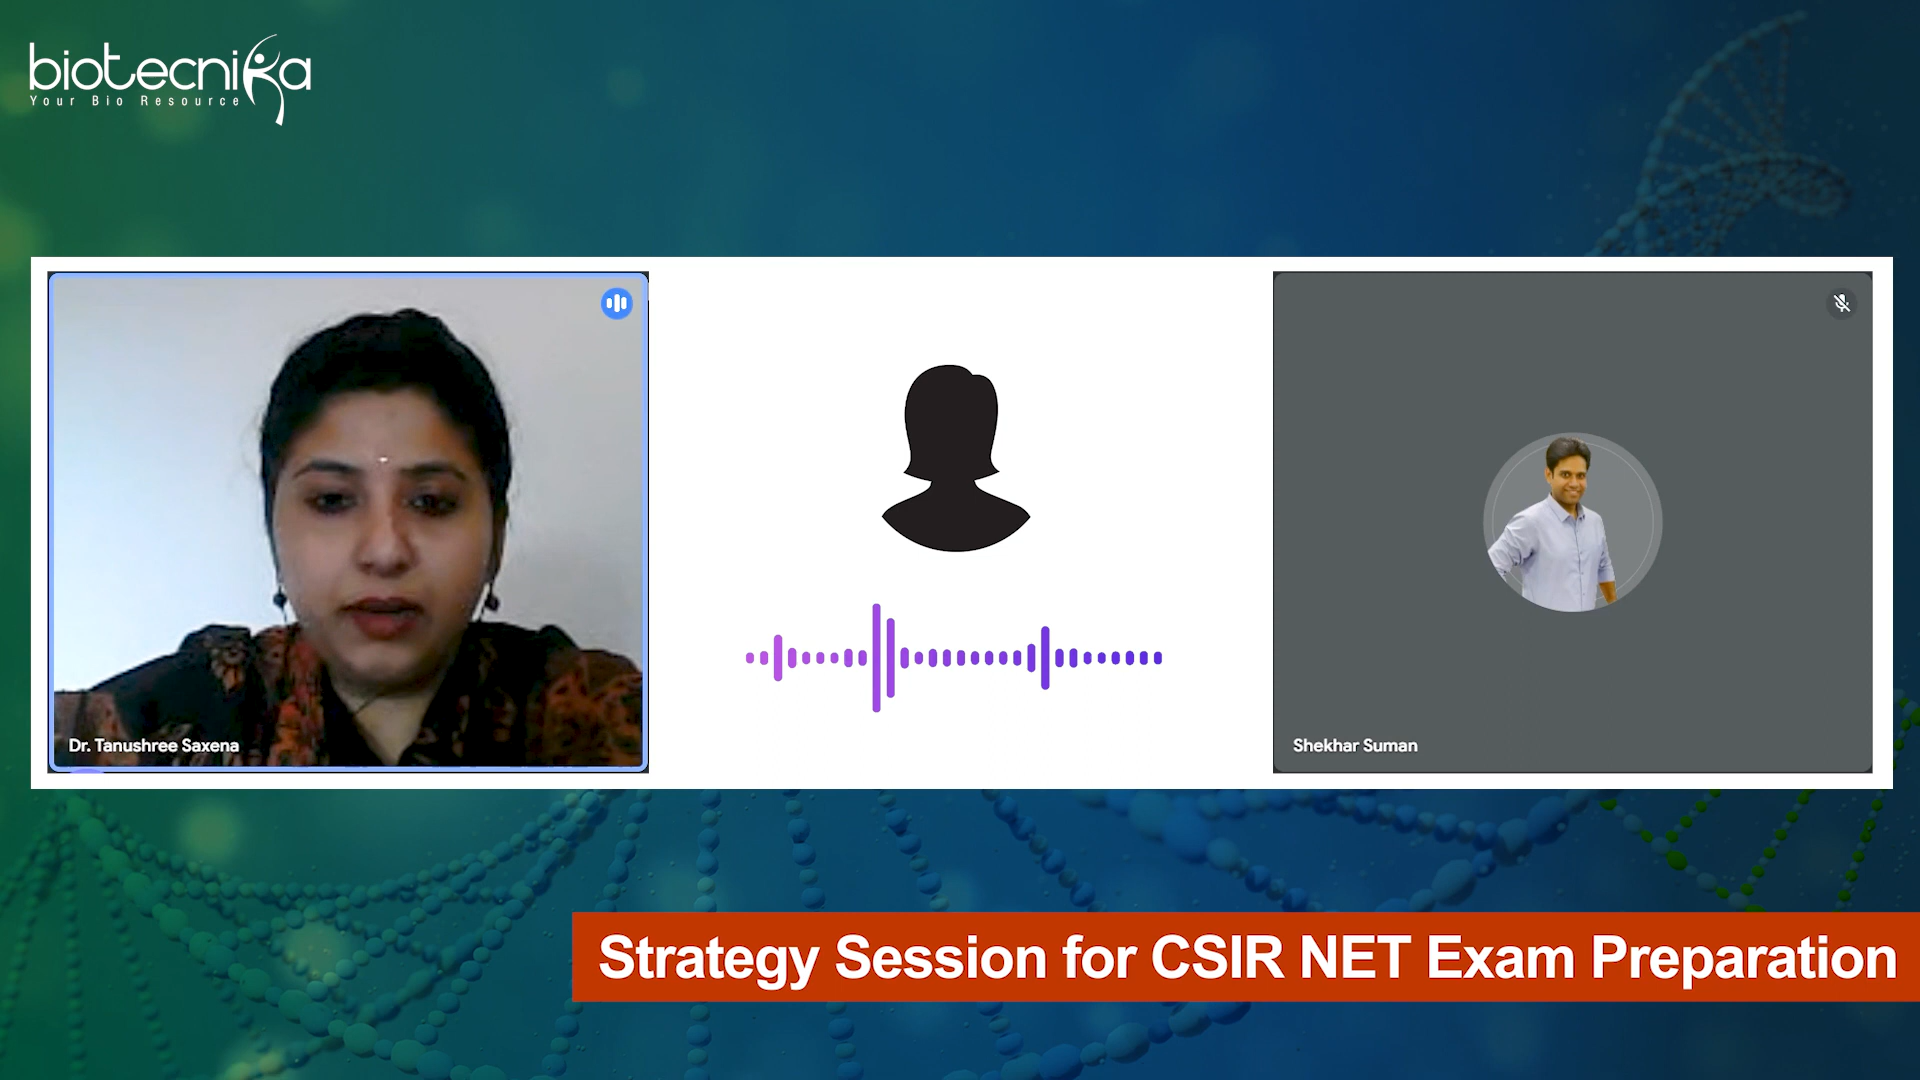 biotecnika
Your Bio Resource
Dr. Tanushree Saxena
Shekhar Suman
Strategy Session for CSIR NET Exam Preparation